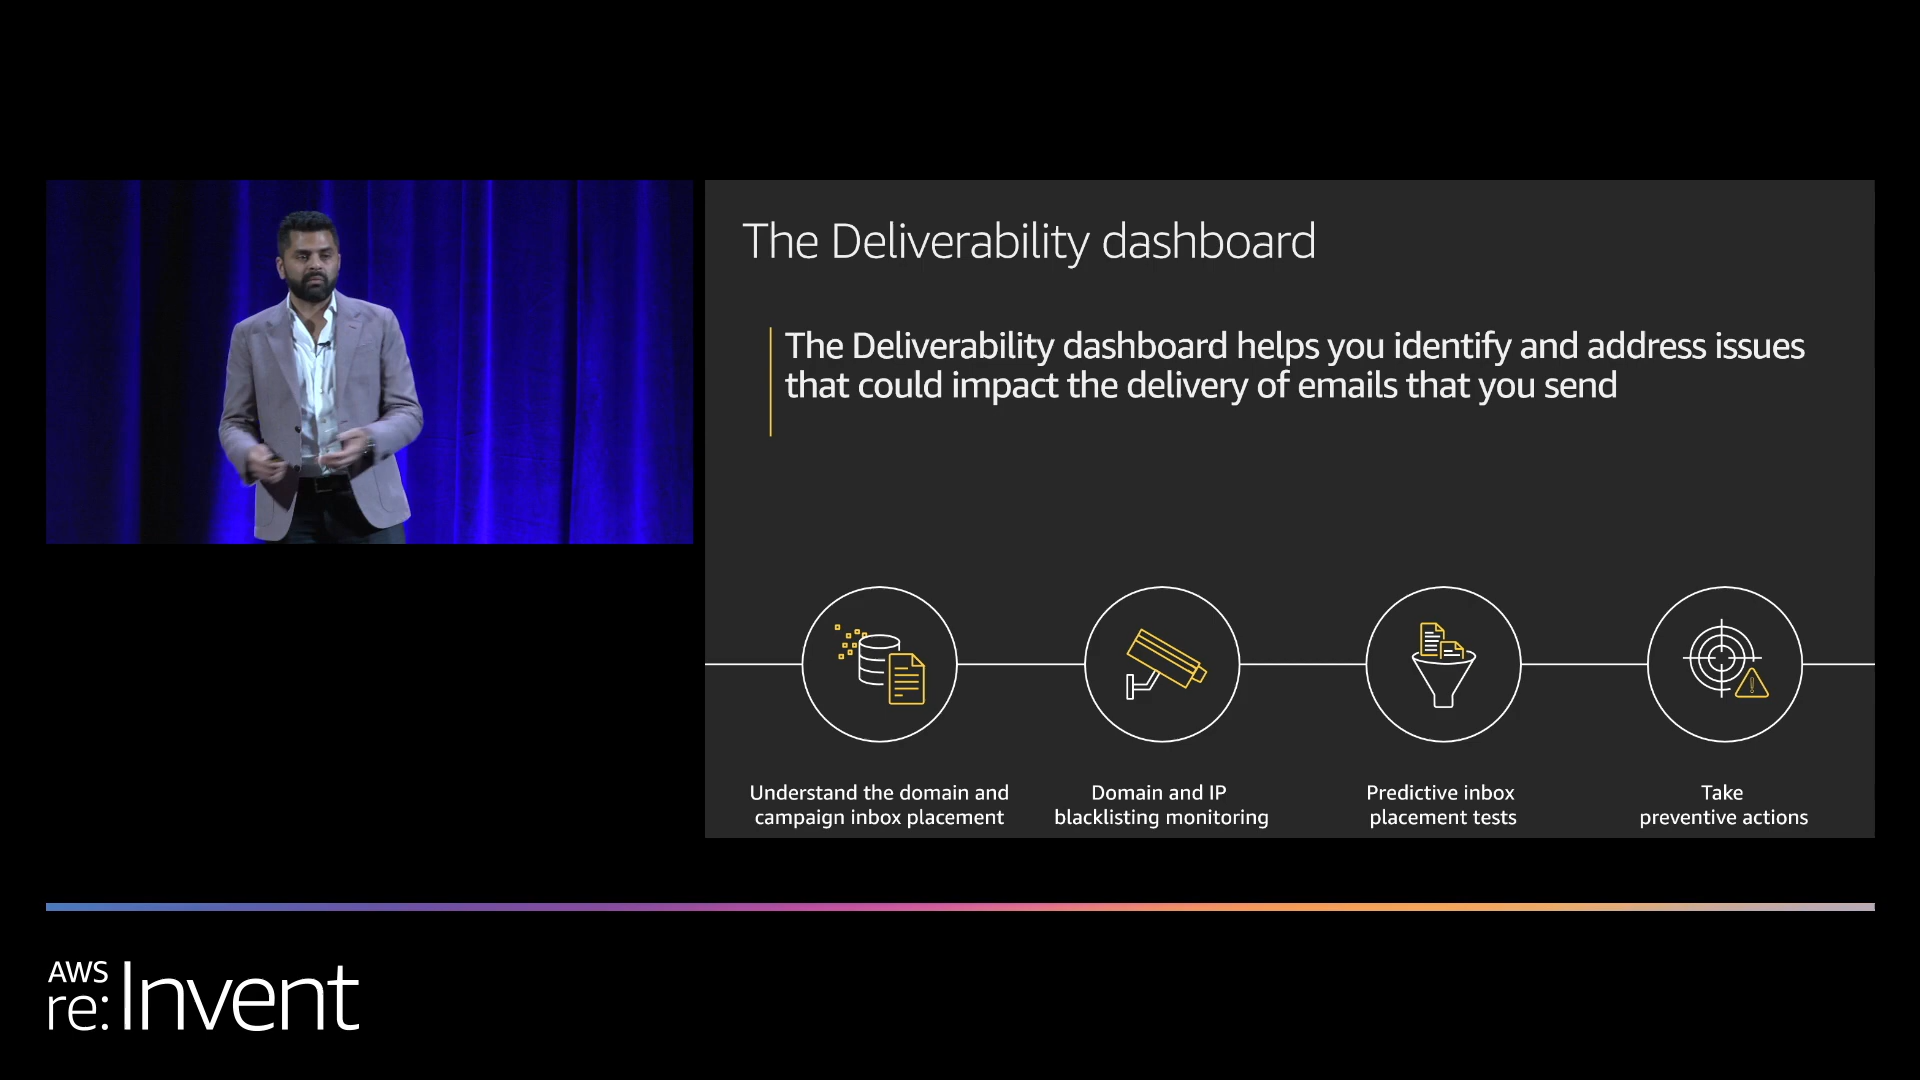 The Deliverability dashboard
The Deliverability dashboard helps you identify and address issues
that could impact the delivery of emails that you send
Understand the domain and
campaign inbox placement
Domain and IP
blacklisting monitoring
Predictive inbox
placement tests
Take
preventive actions
AWS
re:Invent